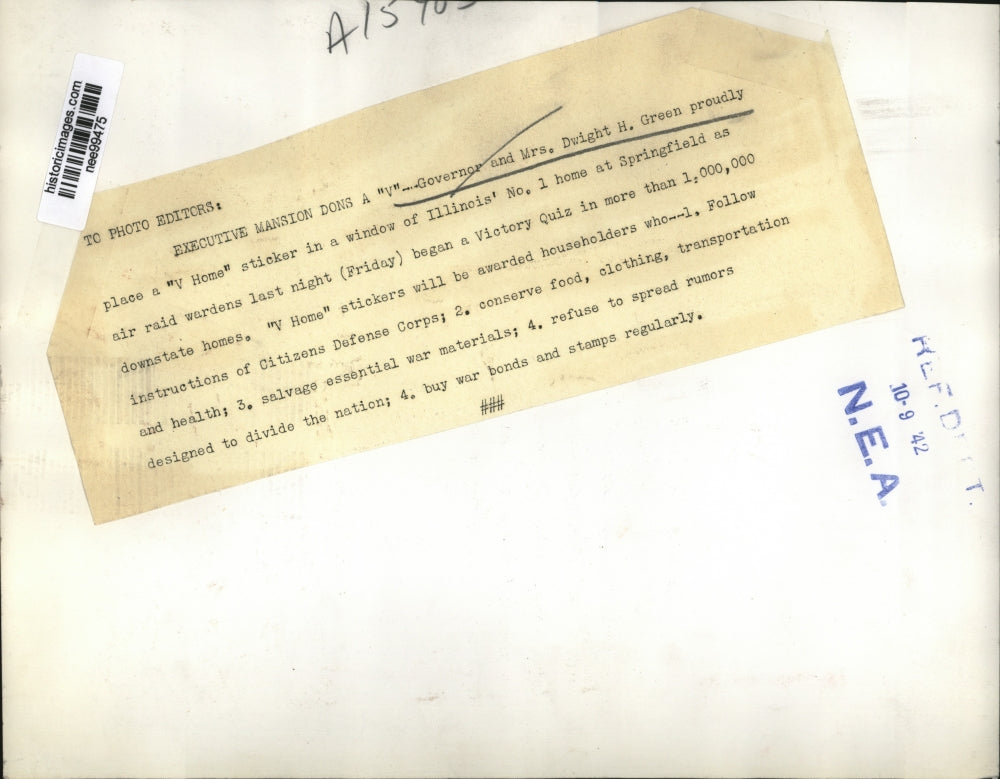 A15
historicimages.com
nee99475
TO PHOTO EDITORS:
EXECUTIVE MANSION DONS A "V"--Governor and Mrs. Dwight H. Green proudly
place a "V Home" sticker in a window of Illinois' No. 1 home at Springfield as
air raid wardens last night (Friday) began a Victory Quiz in more than 1,000,000
downstate homes. "V Home" stickers will be awarded householders who--1. Follow
instructions of Citizens Defense Corps; 2. conserve food, clothing, transportation
and health; 3. salvage essential war materials; 4. refuse to spread rumors
designed to divide the nation; 4. buy war bonds and stamps regularly.
###
10-9 '42
N.E.A.